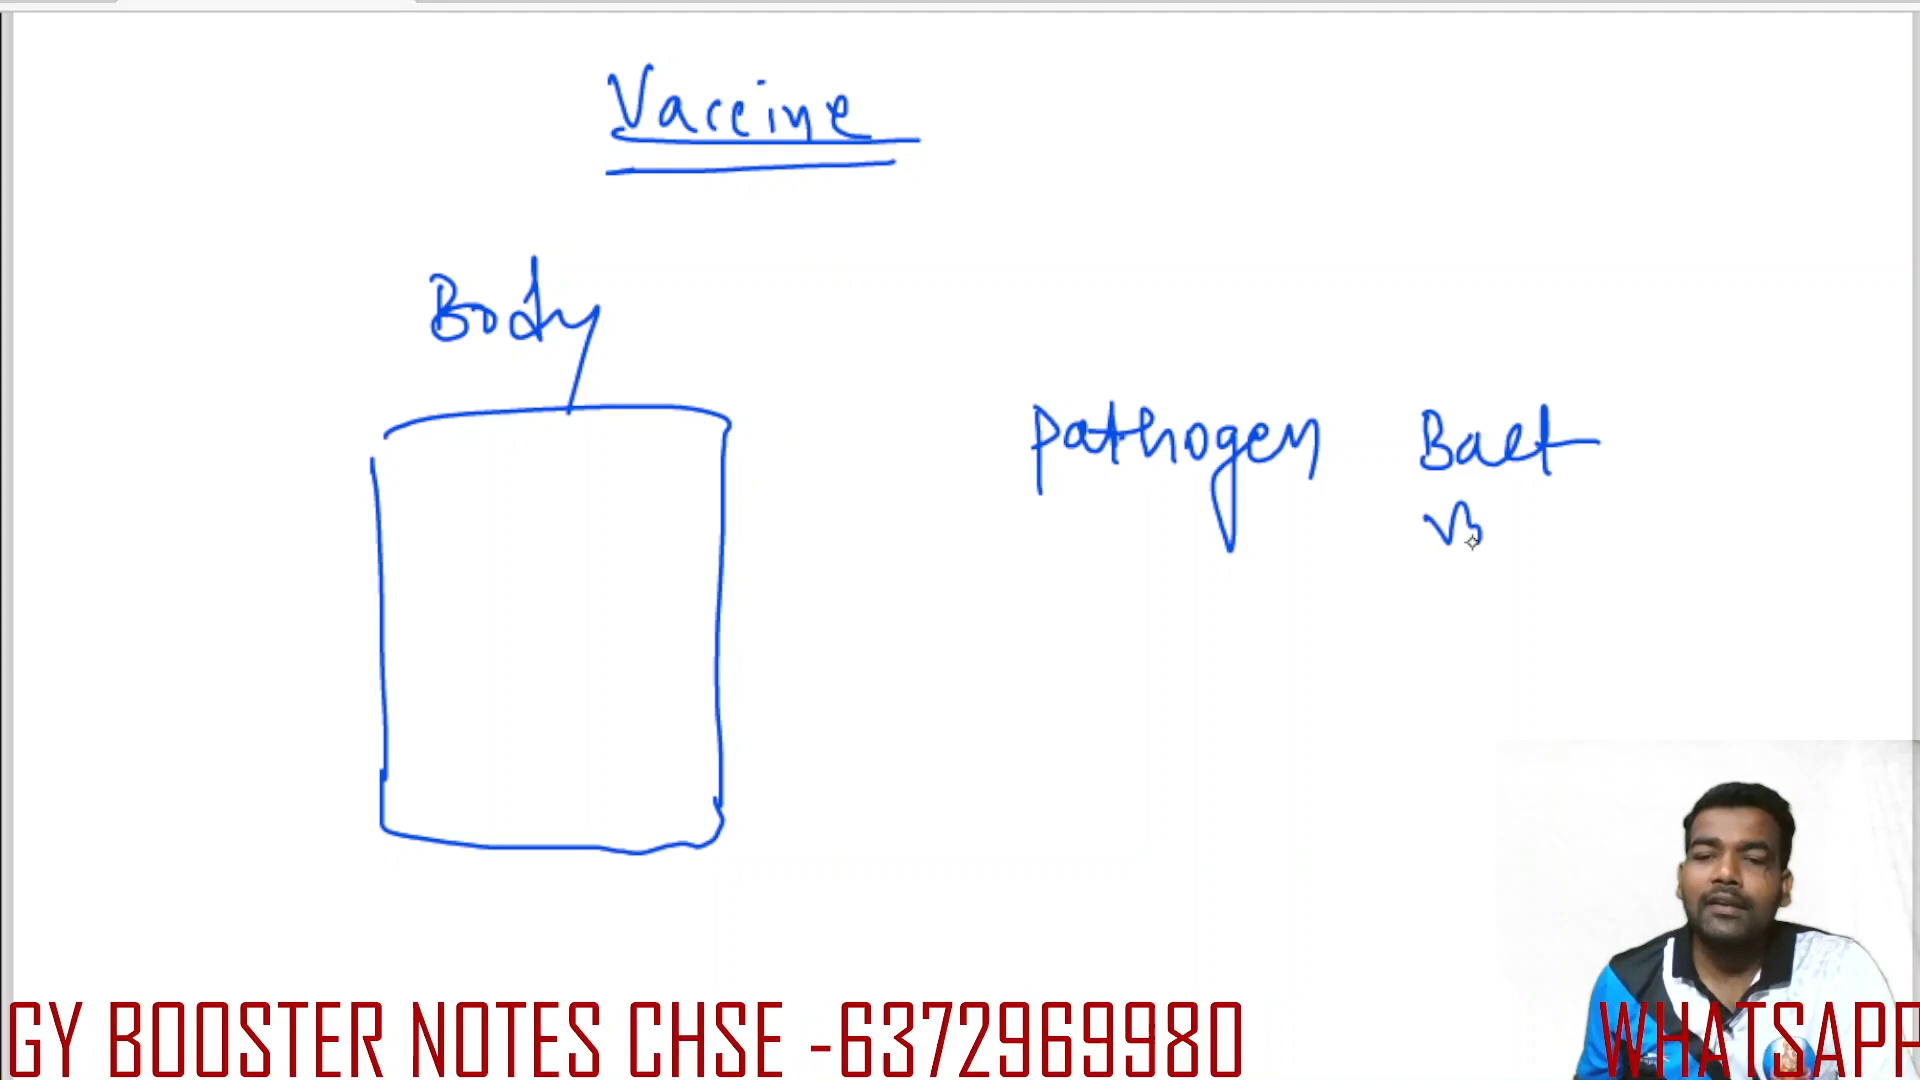 Vaccine
Body
pathogen Bact
GY BOOSTER NOTES CHSE -6372969980 WHATSAPP